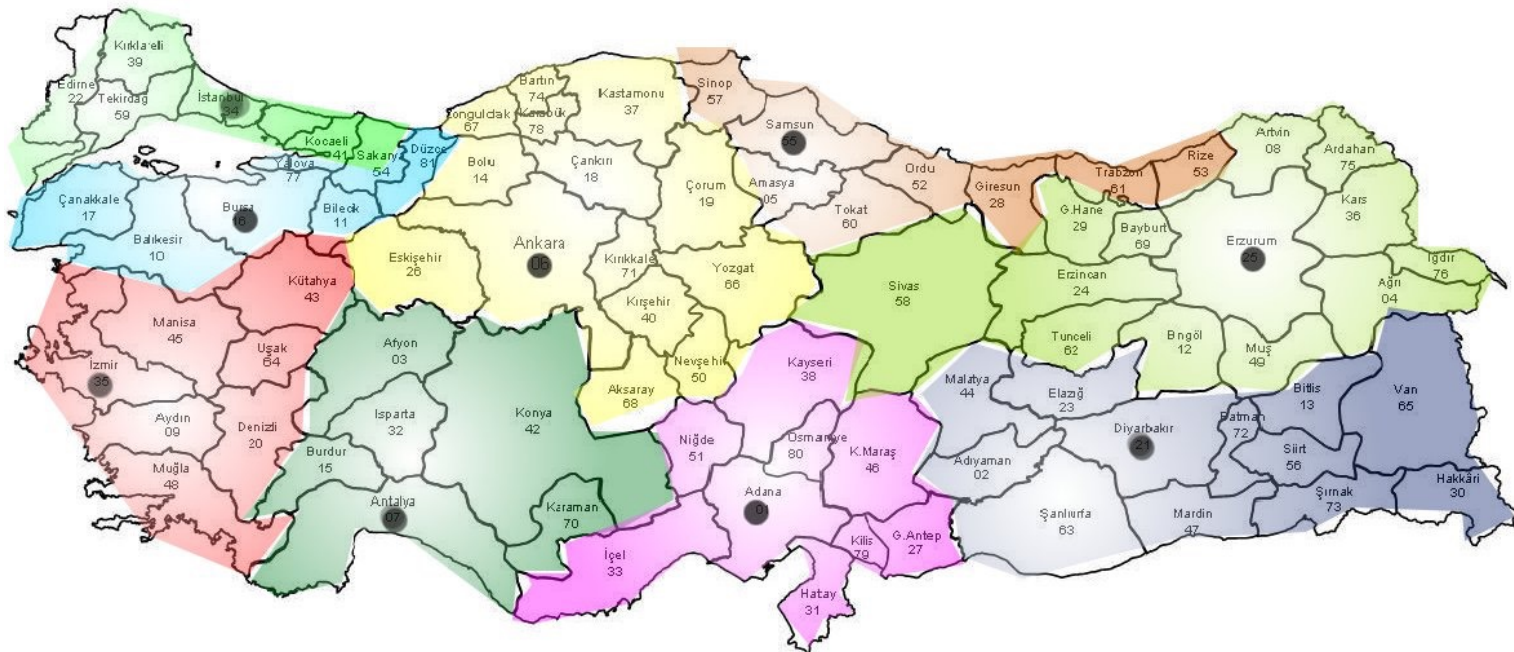 Kırklareli
39
Edirne
22
Tekirdağ
59
İstanbul
34
Kocaeli
41
Sakarya
54
Düzce
81
Yalova
77
Çanakkale
17
Bursa
16
Bilecik
11
Balıkesir
10
Zonguldak
67
Bartın
74
Karabük
78
Kastamonu
37
Bolu
14
Çankırı
18
Çorum
19
Eskişehir
26
Ankara
06
Kırıkkale
71
Yozgat
66
Kırşehir
40
Nevşehir
50
Aksaray
68
Sinop
57
Samsun
55
Amasya
05
Ordu
52
Tokat
60
Giresun
28
Trabzon
61
Rize
53
Artvin
08
Ardahan
75
Kars
36
G.Hane
29
Bayburt
69
Erzurum
25
Iğdır
76
Ağrı
04
Erzincan
24
Sivas
58
Tunceli
62
Bingöl
12
Muş
49
Kütahya
43
Manisa
45
Uşak
64
İzmir
35
Aydın
09
Denizli
20
Muğla
48
Afyon
03
Isparta
32
Burdur
15
Konya
42
Antalya
07
Karaman
70
Kayseri
38
Niğde
51
Osmaniye
80
K.Maraş
46
Adana
01
İçel
33
Kilis
79
G.Antep
27
Hatay
31
Malatya
44
Elazığ
23
Adıyaman
02
Diyarbakır
21
Batman
72
Bitlis
13
Van
65
Siirt
56
Şanlıurfa
63
Mardin
47
Şırnak
73
Hakkâri
30